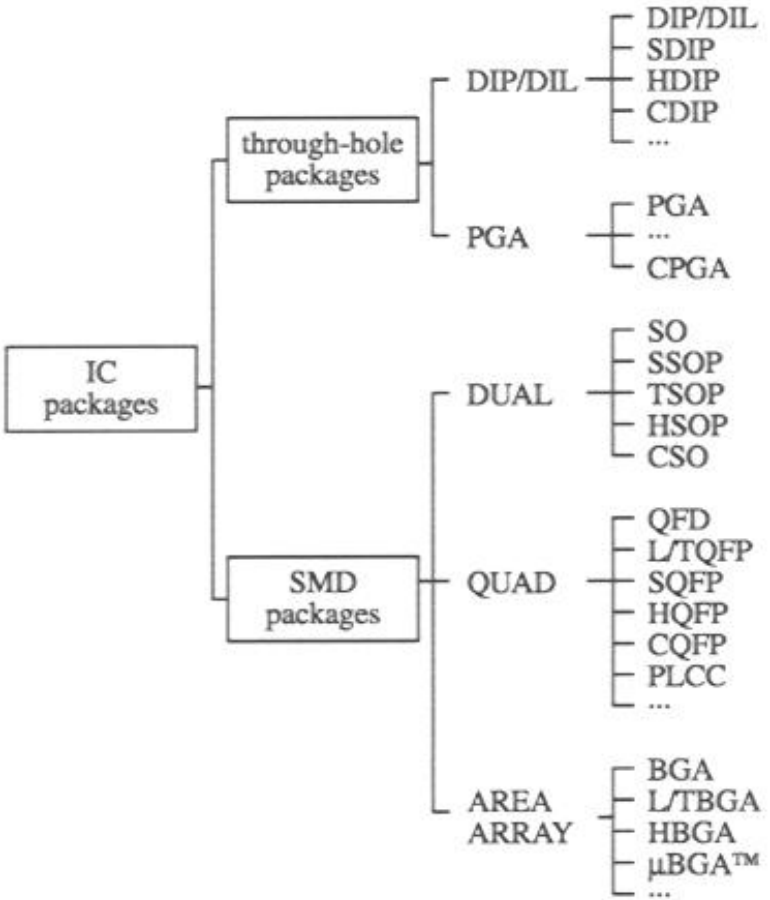 DIP/DIL
SDIP
DIP/DIL
HDIP
CDIP
...
through-hole
packages
PGA
PGA
...
CPGA
IC
packages
SO
SSOP
DUAL
TSOP
HSOP
CSO
QFD
L/TQFP
SMD
packages
QUAD
SQFP
HQFP
CQFP
PLCC
...
BGA
AREA
ARRAY
L/TBGA
HBGA
μBGA™
...